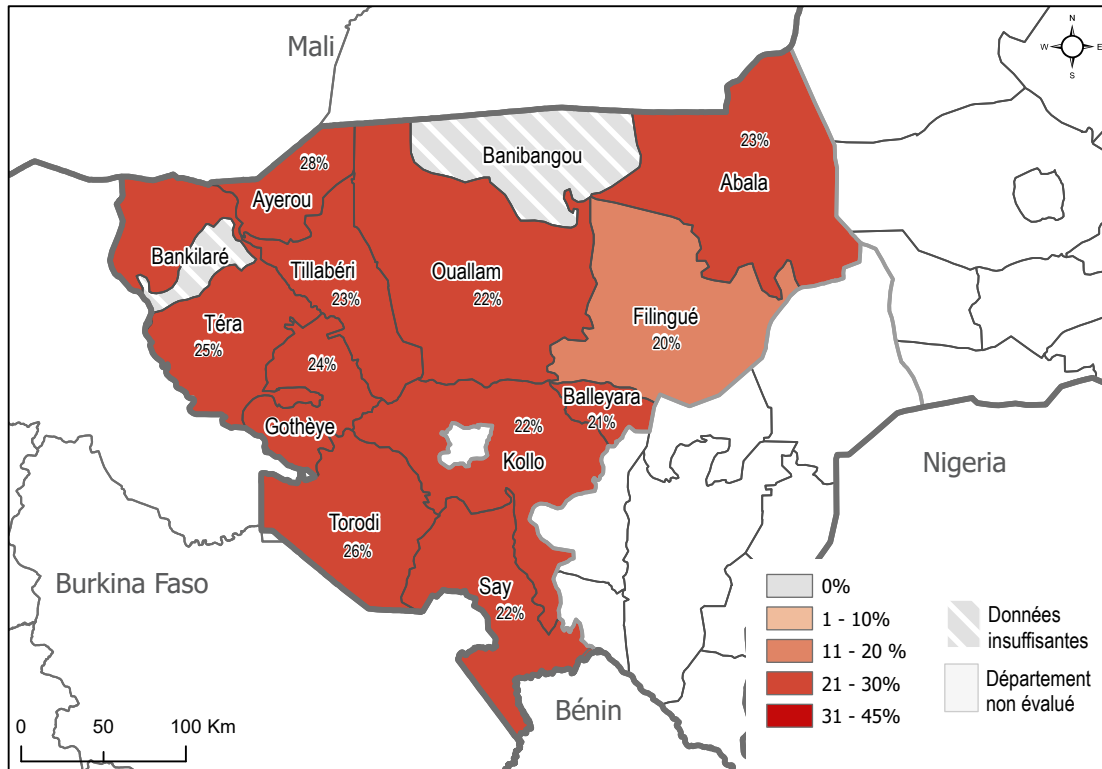 Mali
N
W E
S
28%
Ayerou
Banibangou
23%
Abala
Bankilaré
Tillabéri
23%
Ouallam
22%
Téra
25%
24%
Filingué
20%
Gothèye
Balleyara
21%
22%
Kollo
Nigeria
Torodi
26%
Say
22%
Burkina Faso
Bénin
0%
1 - 10%
11 - 20 %
21 - 30%
31 - 45%
Données
insuffisantes
Département
non évalué
0 50 100 Km